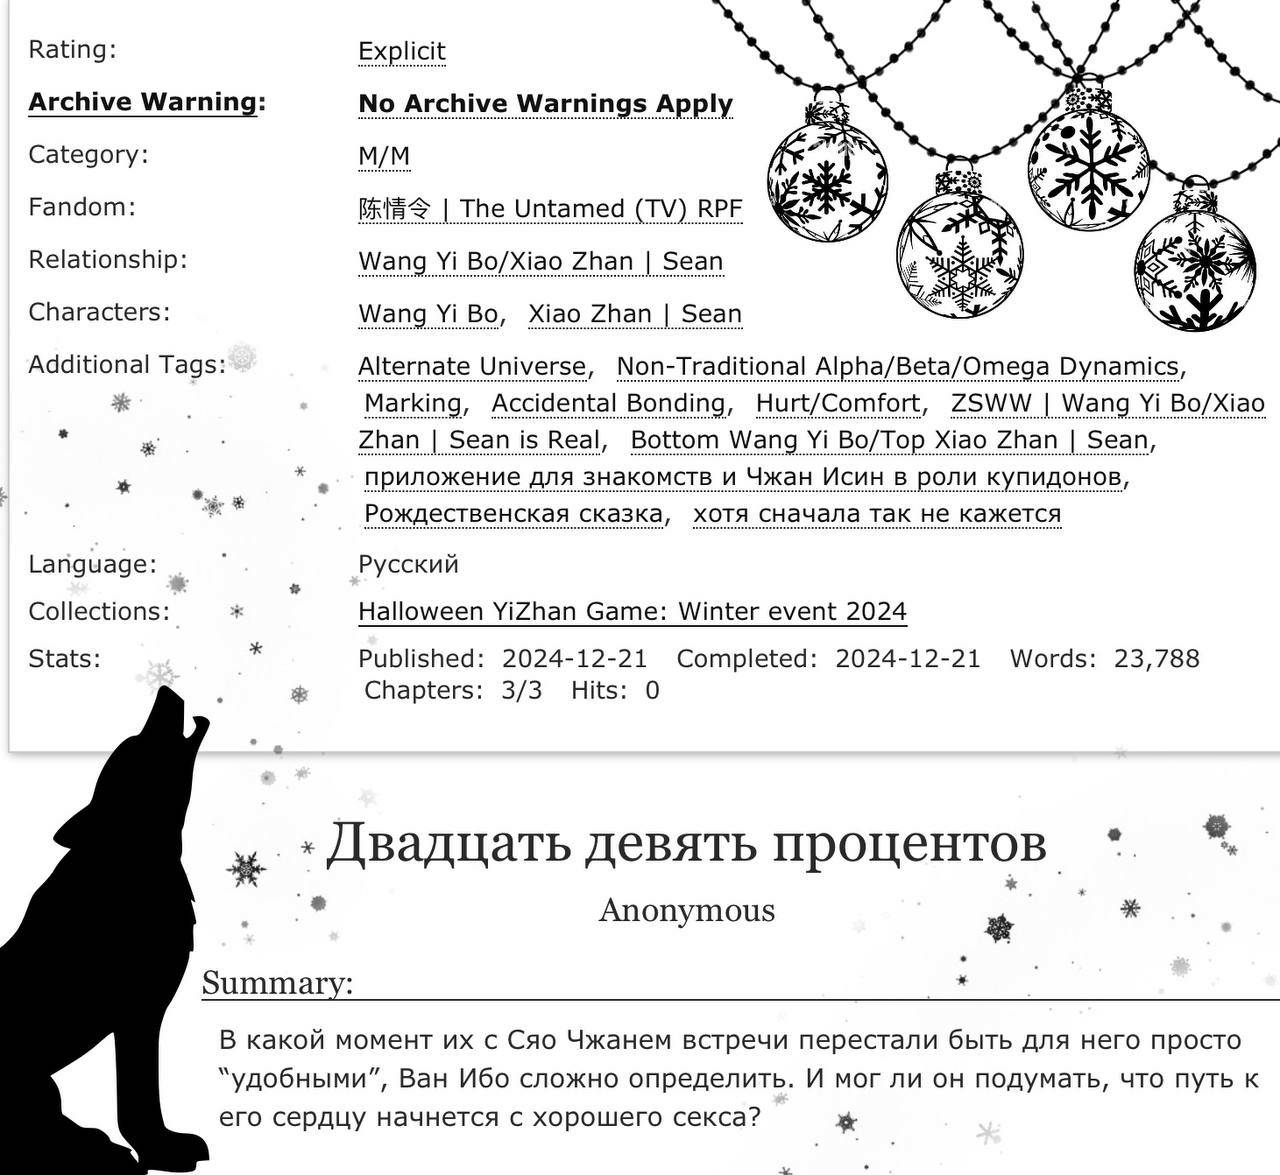 Rating: Explicit
Archive Warning: No Archive Warnings Apply
Category: M/M
Fandom: 陈情令 | The Untamed (TV) RPF
Relationship: Wang Yi Bo/Xiao Zhan | Sean
Characters: Wang Yi Bo, Xiao Zhan | Sean
Additional Tags: Alternate Universe, Non-Traditional Alpha/Beta/Omega Dynamics,
Marking, Accidental Bonding, Hurt/Comfort, ZSWW | Wang Yi Bo/Xiao
Zhan | Sean is Real, Bottom Wang Yi Bo/Top Xiao Zhan | Sean,
приложение для знакомств и Чжан Исин в роли купидонов,
Рождественская сказка, хотя сначала так не кажется
Language: Русский
Collections: Halloween YiZhan Game: Winter event 2024
Stats: Published: 2024-12-21 Completed: 2024-12-21 Words: 23,788
Chapters: 3/3 Hits: 0
Двадцать девять процентов
Anonymous
Summary:
В какой момент их с Сяо Чжанем встречи перестали быть для него просто
“удобными”, Ван Ибо сложно определить. И мог ли он подумать, что путь к
его сердцу начнется с хорошего секса?